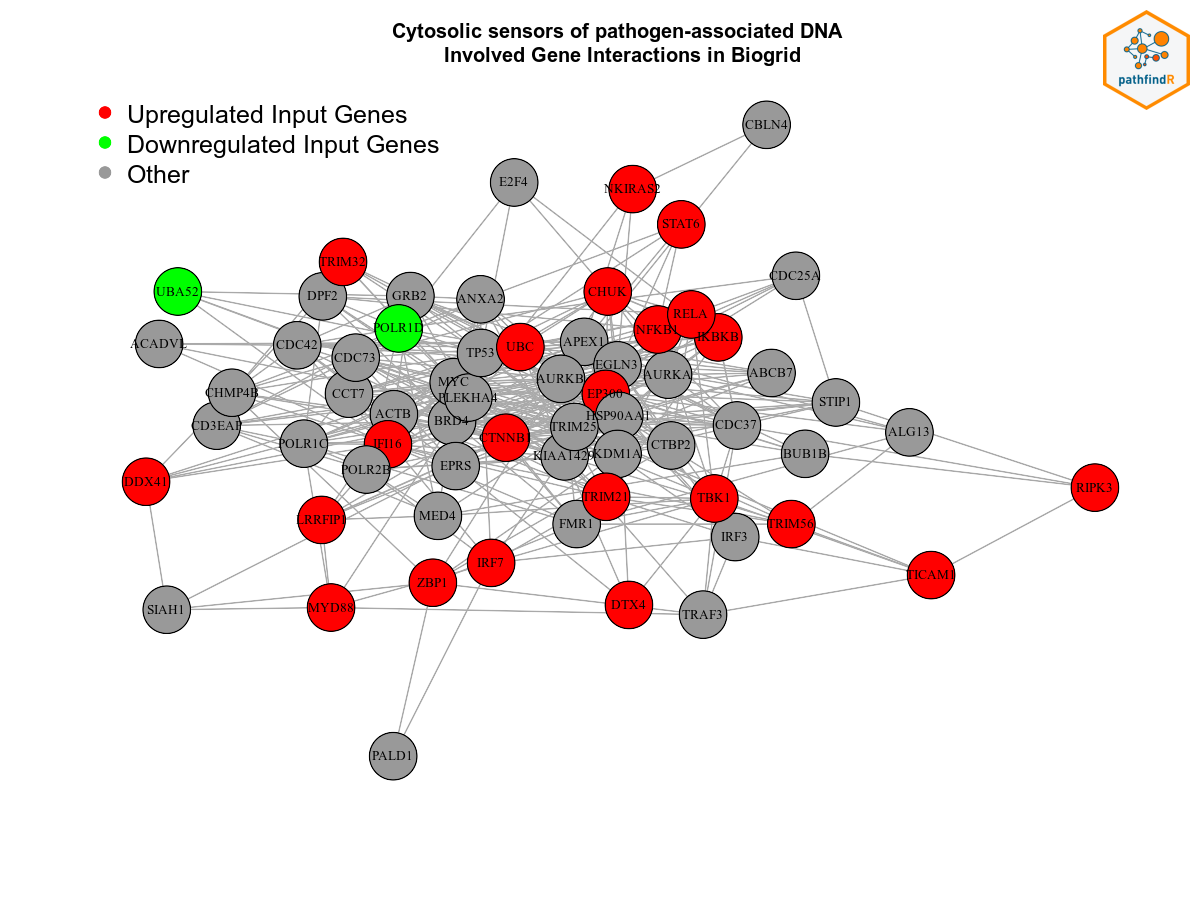 Cytosolic sensors of pathogen-associated DNA
Involved Gene Interactions in Biogrid
pathfindR
Upregulated Input Genes
Downregulated Input Genes
Other
CBLN4
E2F4
NKIRAS2
STAT6
TRIM32
CDC25A
UBA52
DPF2
GRB2
ANXA2
CHUK
RELA
POLR1D
NFKB1
IKBKB
ACADVL
CDC42
CDC73
TP53
UBC
APEX1
EGLN3
AURKA
ABCB7
MYC
AURKB
CHMP4B
CCT7
PLEKHA4
EP300
STIP1
CD3EAP
ACTB
BRD4
HSP90AA1
TRIM25
CDC37
ALG13
POLR1C
IFI16
CTNNB1
CTBP2
KIAA1429
KDM1A
BUB1B
POLR2B
EPRS
DDX41
RIPK3
TRIM21
TBK1
LRRFIP1
MED4
FMR1
TRIM56
IRF3
IRF7
TICAM1
ZBP1
SIAH1
MYD88
DTX4
TRAF3
PALD1